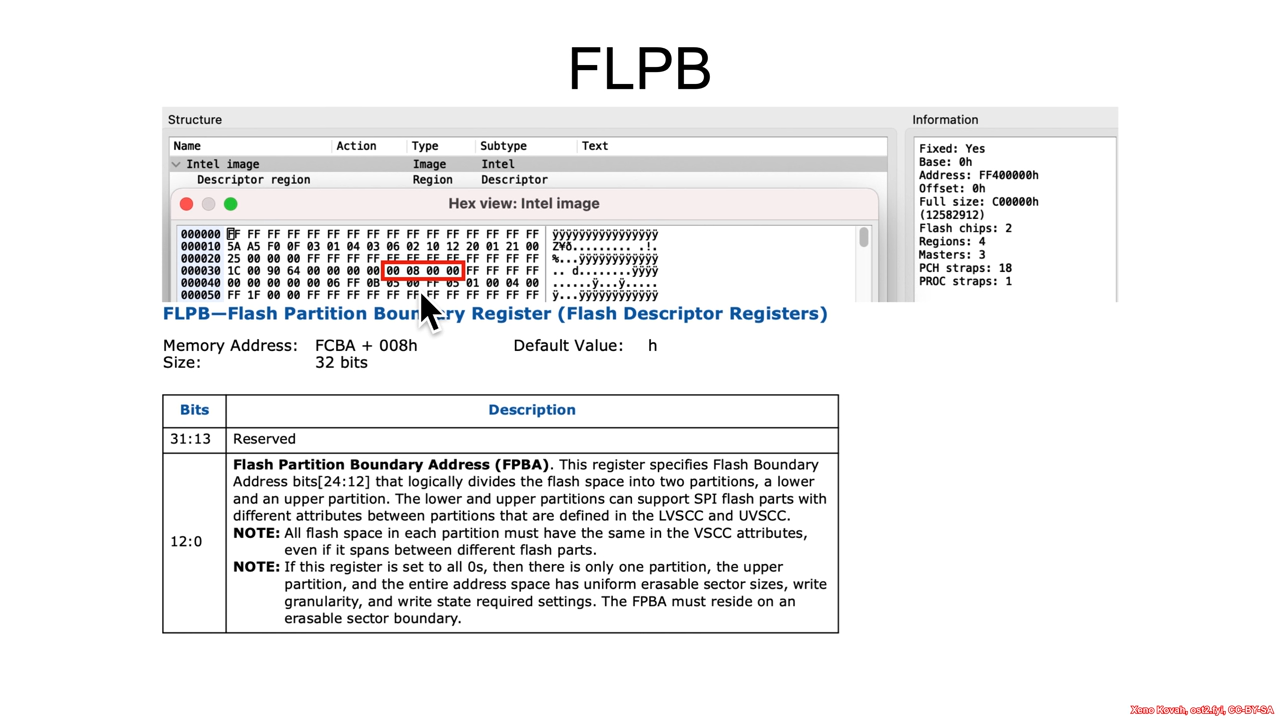 FLPB
Structure
Information
Name Action Type Subtype Text
Intel image Image Intel
Descriptor region Region Descriptor
Hex view: Intel image
000000 FF FF FF FF FF FF FF FF FF FF FF FF FF FF FF FF ÿÿÿÿÿÿÿÿÿÿÿÿÿÿÿÿ
000010 5A A5 F0 0F 03 01 04 03 06 02 10 12 20 01 21 00 Z¥ð......... .!.
000020 25 00 00 00 FF FF FF FF FF FF FF FF FF FF FF FF %...ÿÿÿÿÿÿÿÿÿÿÿÿ
000030 1C 00 90 64 00 00 00 00 00 08 00 00 FF FF FF FF .. d........ÿÿÿÿ
000040 00 00 00 00 06 FF 0B 05 00 FF 05 01 00 04 00
000050 FF 1F 00 00 FF FF FF FF FF FF FF FF FF FF FF FF ÿ...ÿÿÿÿÿÿÿÿÿÿÿÿ
Fixed: Yes
Base: 0h
Address: FF400000h
Offset: 0h
Full size: C00000h
(12582912)
Flash chips: 2
Regions: 4
Masters: 3
PCH straps: 18
PROC straps: 1
FLPB—Flash Partition Boundary Register (Flash Descriptor Registers)
Memory Address: FCBA + 008h Default Value: h
Size: 32 bits
Bits Description
31:13 Reserved
12:0
Flash Partition Boundary Address (FPBA). This register specifies Flash Boundary
Address bits[24:12] that logically divides the flash space into two partitions, a lower
and an upper partition. The lower and upper partitions can support SPI flash parts with
different attributes between partitions that are defined in the LVSCC and UVSCC.
NOTE: All flash space in each partition must have the same in the VSCC attributes,
even if it spans between different flash parts.
NOTE: If this register is set to all 0s, then there is only one partition, the upper
partition, and the entire address space has uniform erasable sector sizes, write
granularity, and write state required settings. The FPBA must reside on an
erasable sector boundary.
Xeno Kovah, ost2.fyi, CC-BY-SA